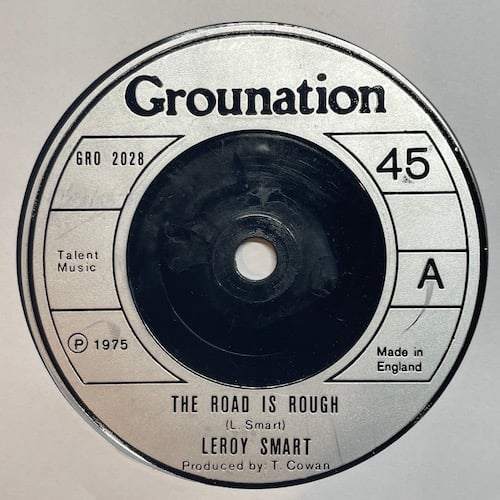 Grounation
GRO 2028
45
Talent
Music
A
℗ 1975
Made in
England
THE ROAD IS ROUGH
(L. Smart)
LEROY SMART
Produced by: T. Cowan